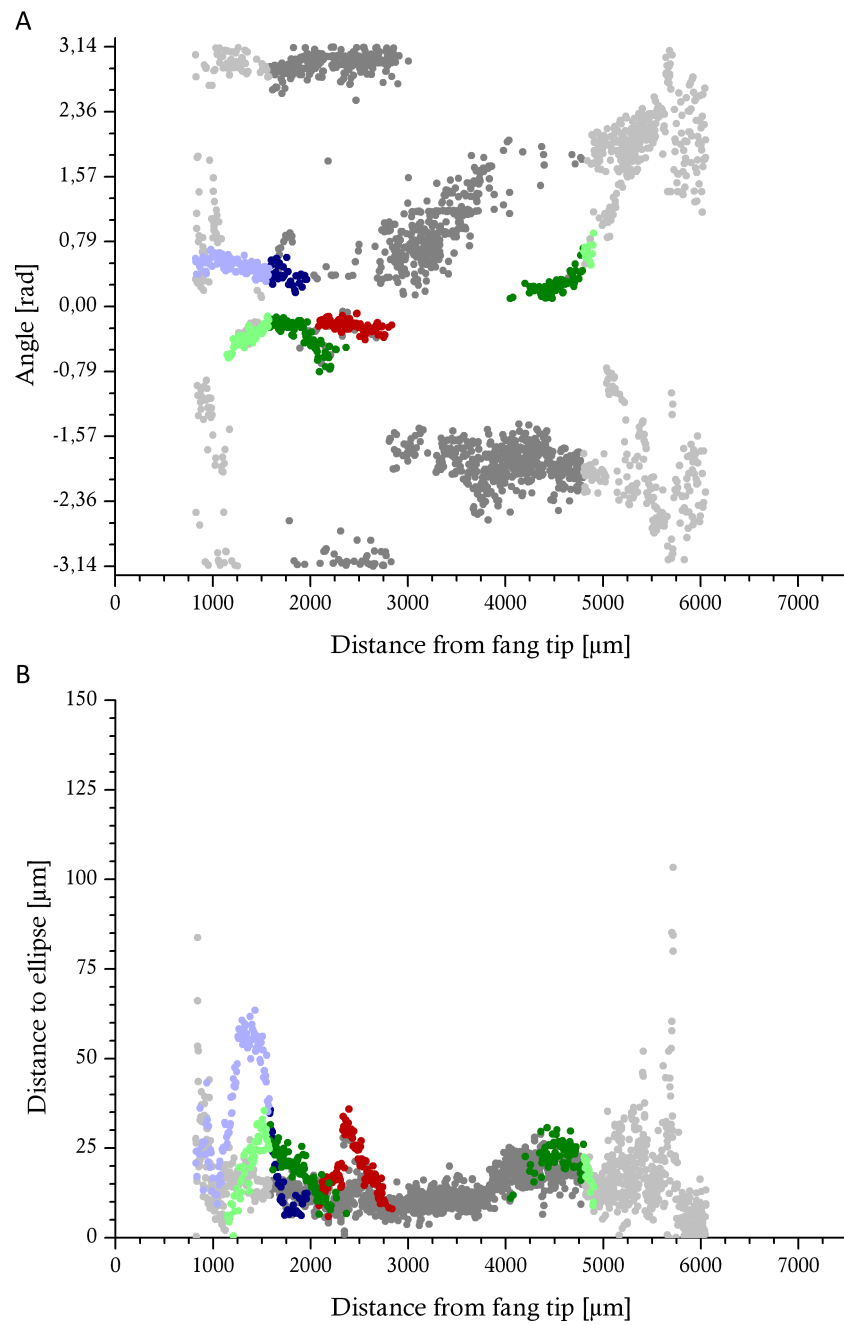 A
3,14
2,36
1,57
0,79
0,00
-0,79
-1,57
-2,36
-3,14
Angle [rad]
0 1000 2000 3000 4000 5000 6000 7000
Distance from fang tip [µm]
B
150
125
100
75
50
25
0
Distance to ellipse [µm]
0 1000 2000 3000 4000 5000 6000 7000
Distance from fang tip [µm]